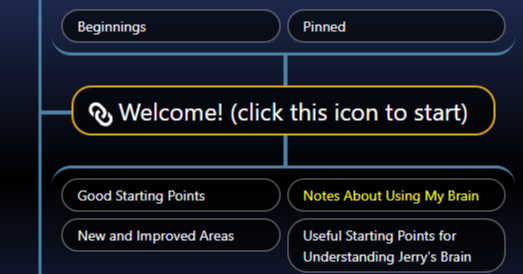 Beginnings
Pinned
Welcome! (click this icon to start)
Good Starting Points
Notes About Using My Brain
New and Improved Areas
Useful Starting Points for
Understanding Jerry's Brain